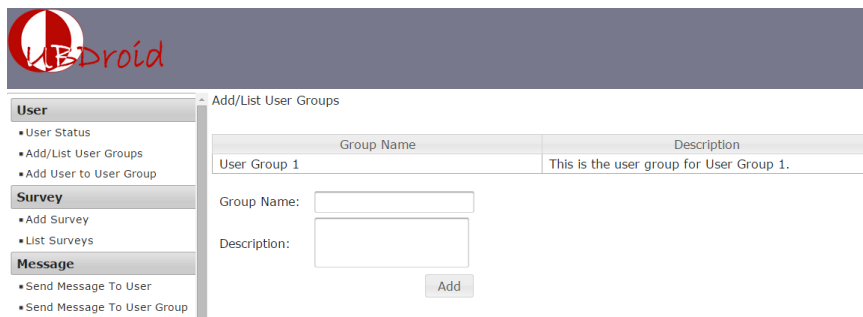 UBDroid
User
User Status
Add/List User Groups
Add User to User Group
Survey
Add Survey
List Surveys
Message
Send Message To User
Send Message To User Group
Add/List User Groups
Group Name Description
User Group 1 This is the user group for User Group 1.
Group Name:
Description:
Add